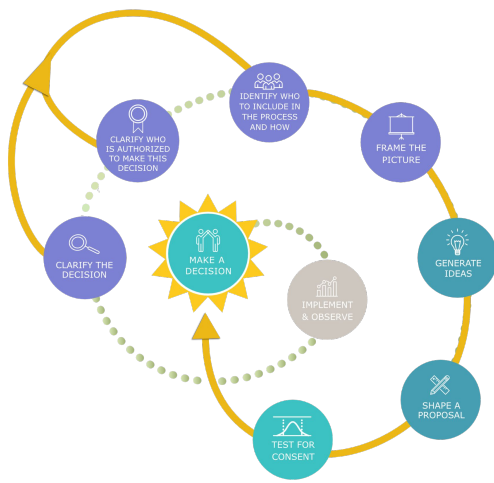 CLARIFY THE
DECISION
CLARIFY WHO
IS AUTHORIZED
TO MAKE THIS
DECISION
IDENTIFY WHO
TO INCLUDE IN
THE PROCESS
AND HOW
FRAME THE
PICTURE
GENERATE
IDEAS
SHAPE A
PROPOSAL
TEST FOR
CONSENT
MAKE A
DECISION
IMPLEMENT
& OBSERVE